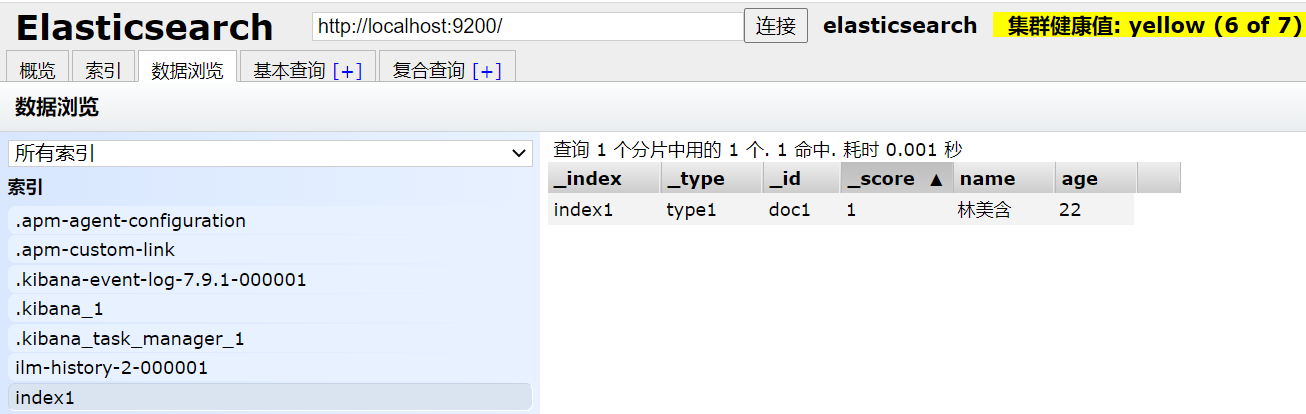 Elasticsearch http://localhost:9200/ 连接 elasticsearch 集群健康值: yellow (6 of 7)
概览 索引 数据浏览 基本查询 [+] 复合查询 [+]
数据浏览
所有索引
索引
.apm-agent-configuration
.apm-custom-link
.kibana-event-log-7.9.1-000001
.kibana_1
.kibana_task_manager_1
ilm-history-2-000001
index1
查询 1 个分片中用的 1 个. 1 命中. 耗时 0.001 秒
_index _type _id _score ▲ name age
index1 type1 doc1 1 林美含 22